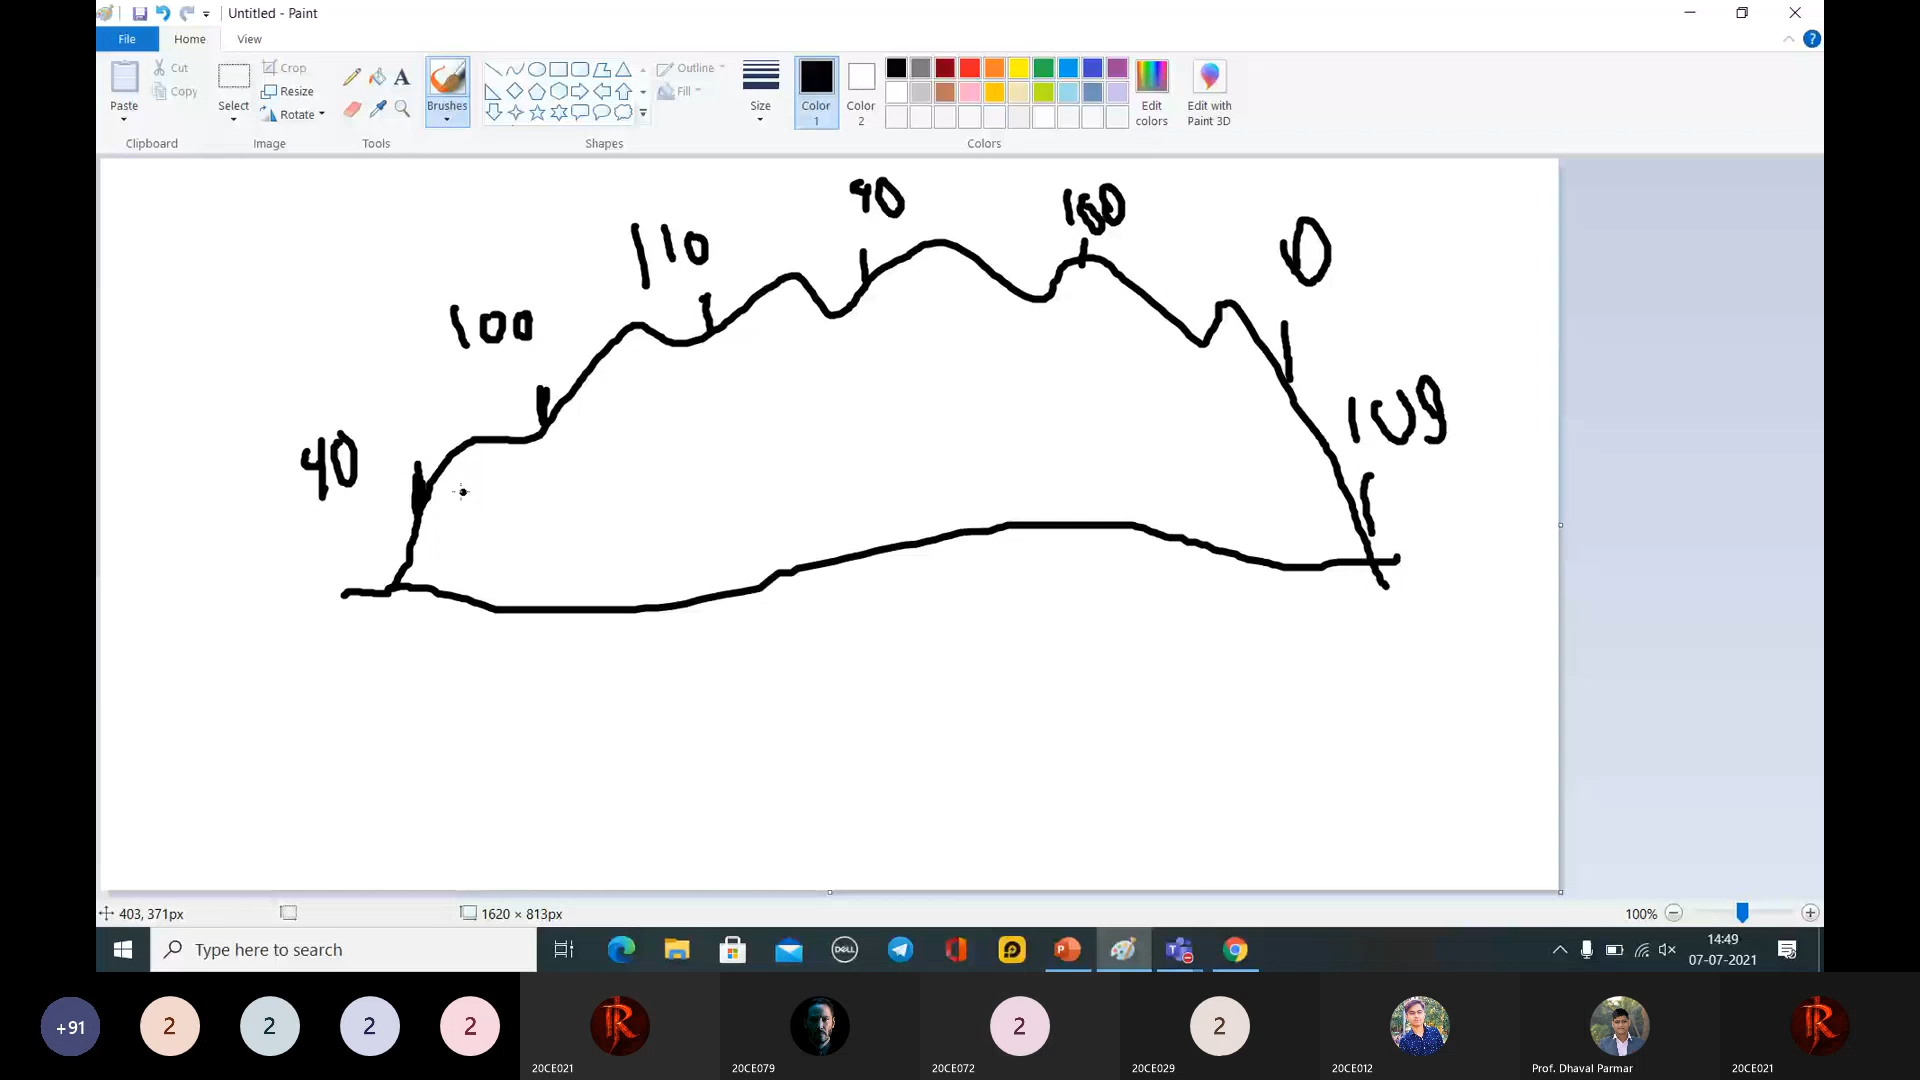 Untitled - Paint
File Home View
Paste
Cut
Copy
Clipboard
Select
Crop
Resize
Rotate
Image
Tools
Brushes
Outline
Fill
Shapes
Size
Color 1
Color 2
Edit colors
Edit with Paint 3D
Colors
90
100
110
0
100
109
40
403, 371px
1620 × 813px
100%
Type here to search
DELL
14:49
07-07-2021
+91
2
2
2
2
2
2
20CE021
20CE079
20CE072
20CE029
20CE012
Prof. Dhaval Parmar
20CE021